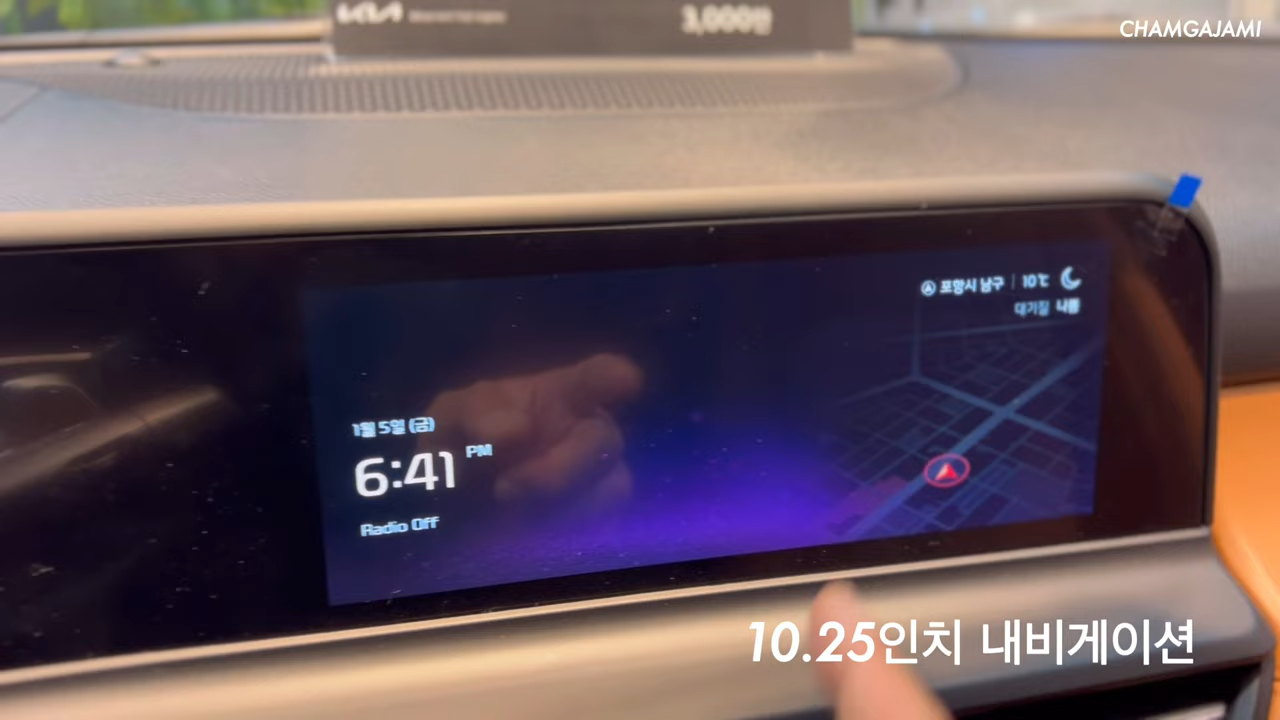 KIA
3,000만
CHAMGAJAMI
포항시 남구 | 10℃
대기질 나쁨
1월 5일 (금)
6:41 PM
Radio Off
10.25인치 내비게이션